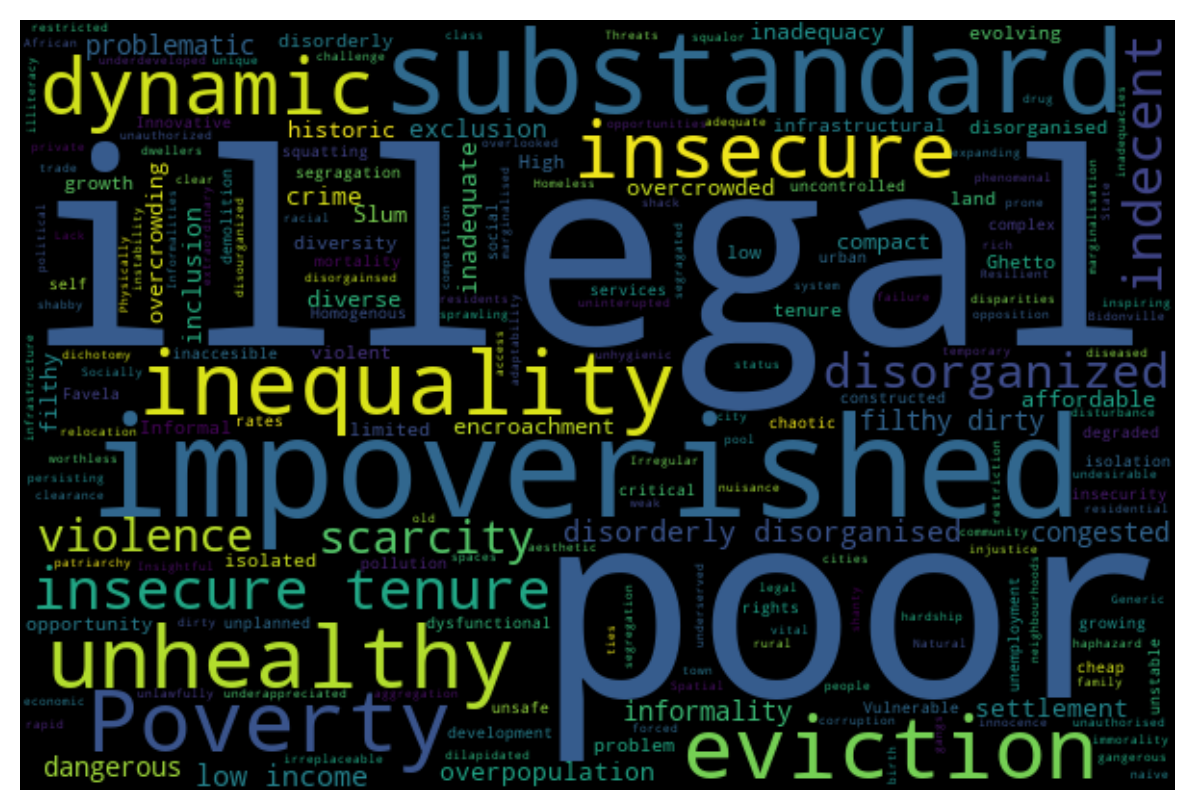 restricted
African
problematic
underdeveloped
unique
disorderly
class
challenge
Threats
squalor
inadequacy
evolving
dynamic
substandard
drug
illiteracy
indecent
inadequacies
Innovative
unauthorized
historic
exclusion
opportunities
adequate
infrastructural
disorganised
private
dwellers
squatting
overlooked
insecure
expanding
trade
growth
clear
segragation
High
Homeless
overcrowded
uncontrolled
land
prone
phenomenal
overcrowding
crime
Slum
inadequate
social
marginalised
shack
illegal
State
marginalisation
political
Lack
Physically
instability
Informalities
inclusion
demolition
disourganized
extraordinary
racial
diversity
mortality
disorgainsed
competition
segragated
low
urban
compact
complex
rich
Ghetto
Resilient
self
shabby
diverse
Homogenous
residents
sprawling
services
uninterupted
system
tenure
failure
disparities
opposition
inspiring
Bidonville
infrastructure
filthy
dichotomy
Socially
inaccesible
violent
access
adaptability
unhygienic
status
temporary
diseased
inequality
disorganized
Favela
constructed
affordable
relocation
Informal
rates
limited
encroachment
city
chaotic
filthy dirty
disturbance
degraded
impoverished
worthless
persisting
clearance
pool
Irregular
critical
weak
nuisance
restriction
isolation
undesirable
insecurity
residential
violence
scarcity
old
disorderly disorganised
community
congested
patriarchy
Insightful
isolated
pollution
spaces
aesthetic
cities
injustice
insecure tenure
poor
ties
segregation
underserved
legal
rights
vital
rural
shanty
hardship
Natural
unemployment
neighbourhoods
Generic
growing
haphazard
opportunity
dirty
unplanned
dysfunctional
unhealthy
town
Spatial
people
cheap
family
unstable
economic
unlawfully
underappreciated
aggregation
unsafe
Poverty
informality
Vulnerable
settlement
rapid
development
forced
corruption
innocence
unauthorised
problem
eviction
birth
gangs
immorality
gangerous
naive
dangerous
low income
irreplaceable
dilapidated
overpopulation